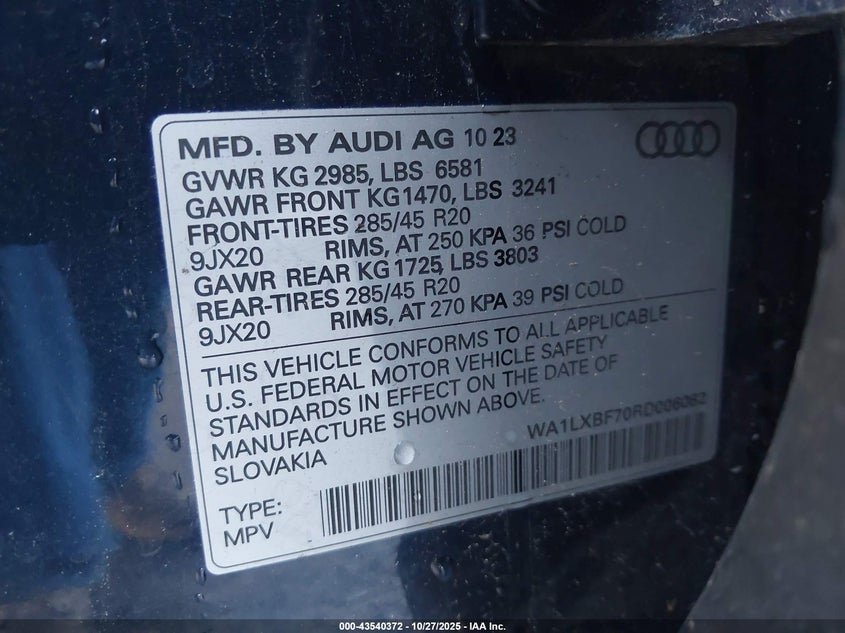 MFD. BY AUDI AG 10 23
GVWR KG 2985, LBS 6581
GAWR FRONT KG1470, LBS 3241
FRONT-TIRES 285/45 R20
9JX20 RIMS, AT 250 KPA 36 PSI COLD
GAWR REAR KG 1725, LBS 3803
REAR-TIRES 285/45 R20
9JX20 RIMS, AT 270 KPA 39 PSI COLD
THIS VEHICLE CONFORMS TO ALL APPLICABLE
U.S. FEDERAL MOTOR VEHICLE SAFETY
STANDARDS IN EFFECT ON THE DATE OF
MANUFACTURE SHOWN ABOVE.
SLOVAKIA
WA1LXBF70RD006062
TYPE:
MPV
000-43540372 - 10/27/2025 - IAA Inc.